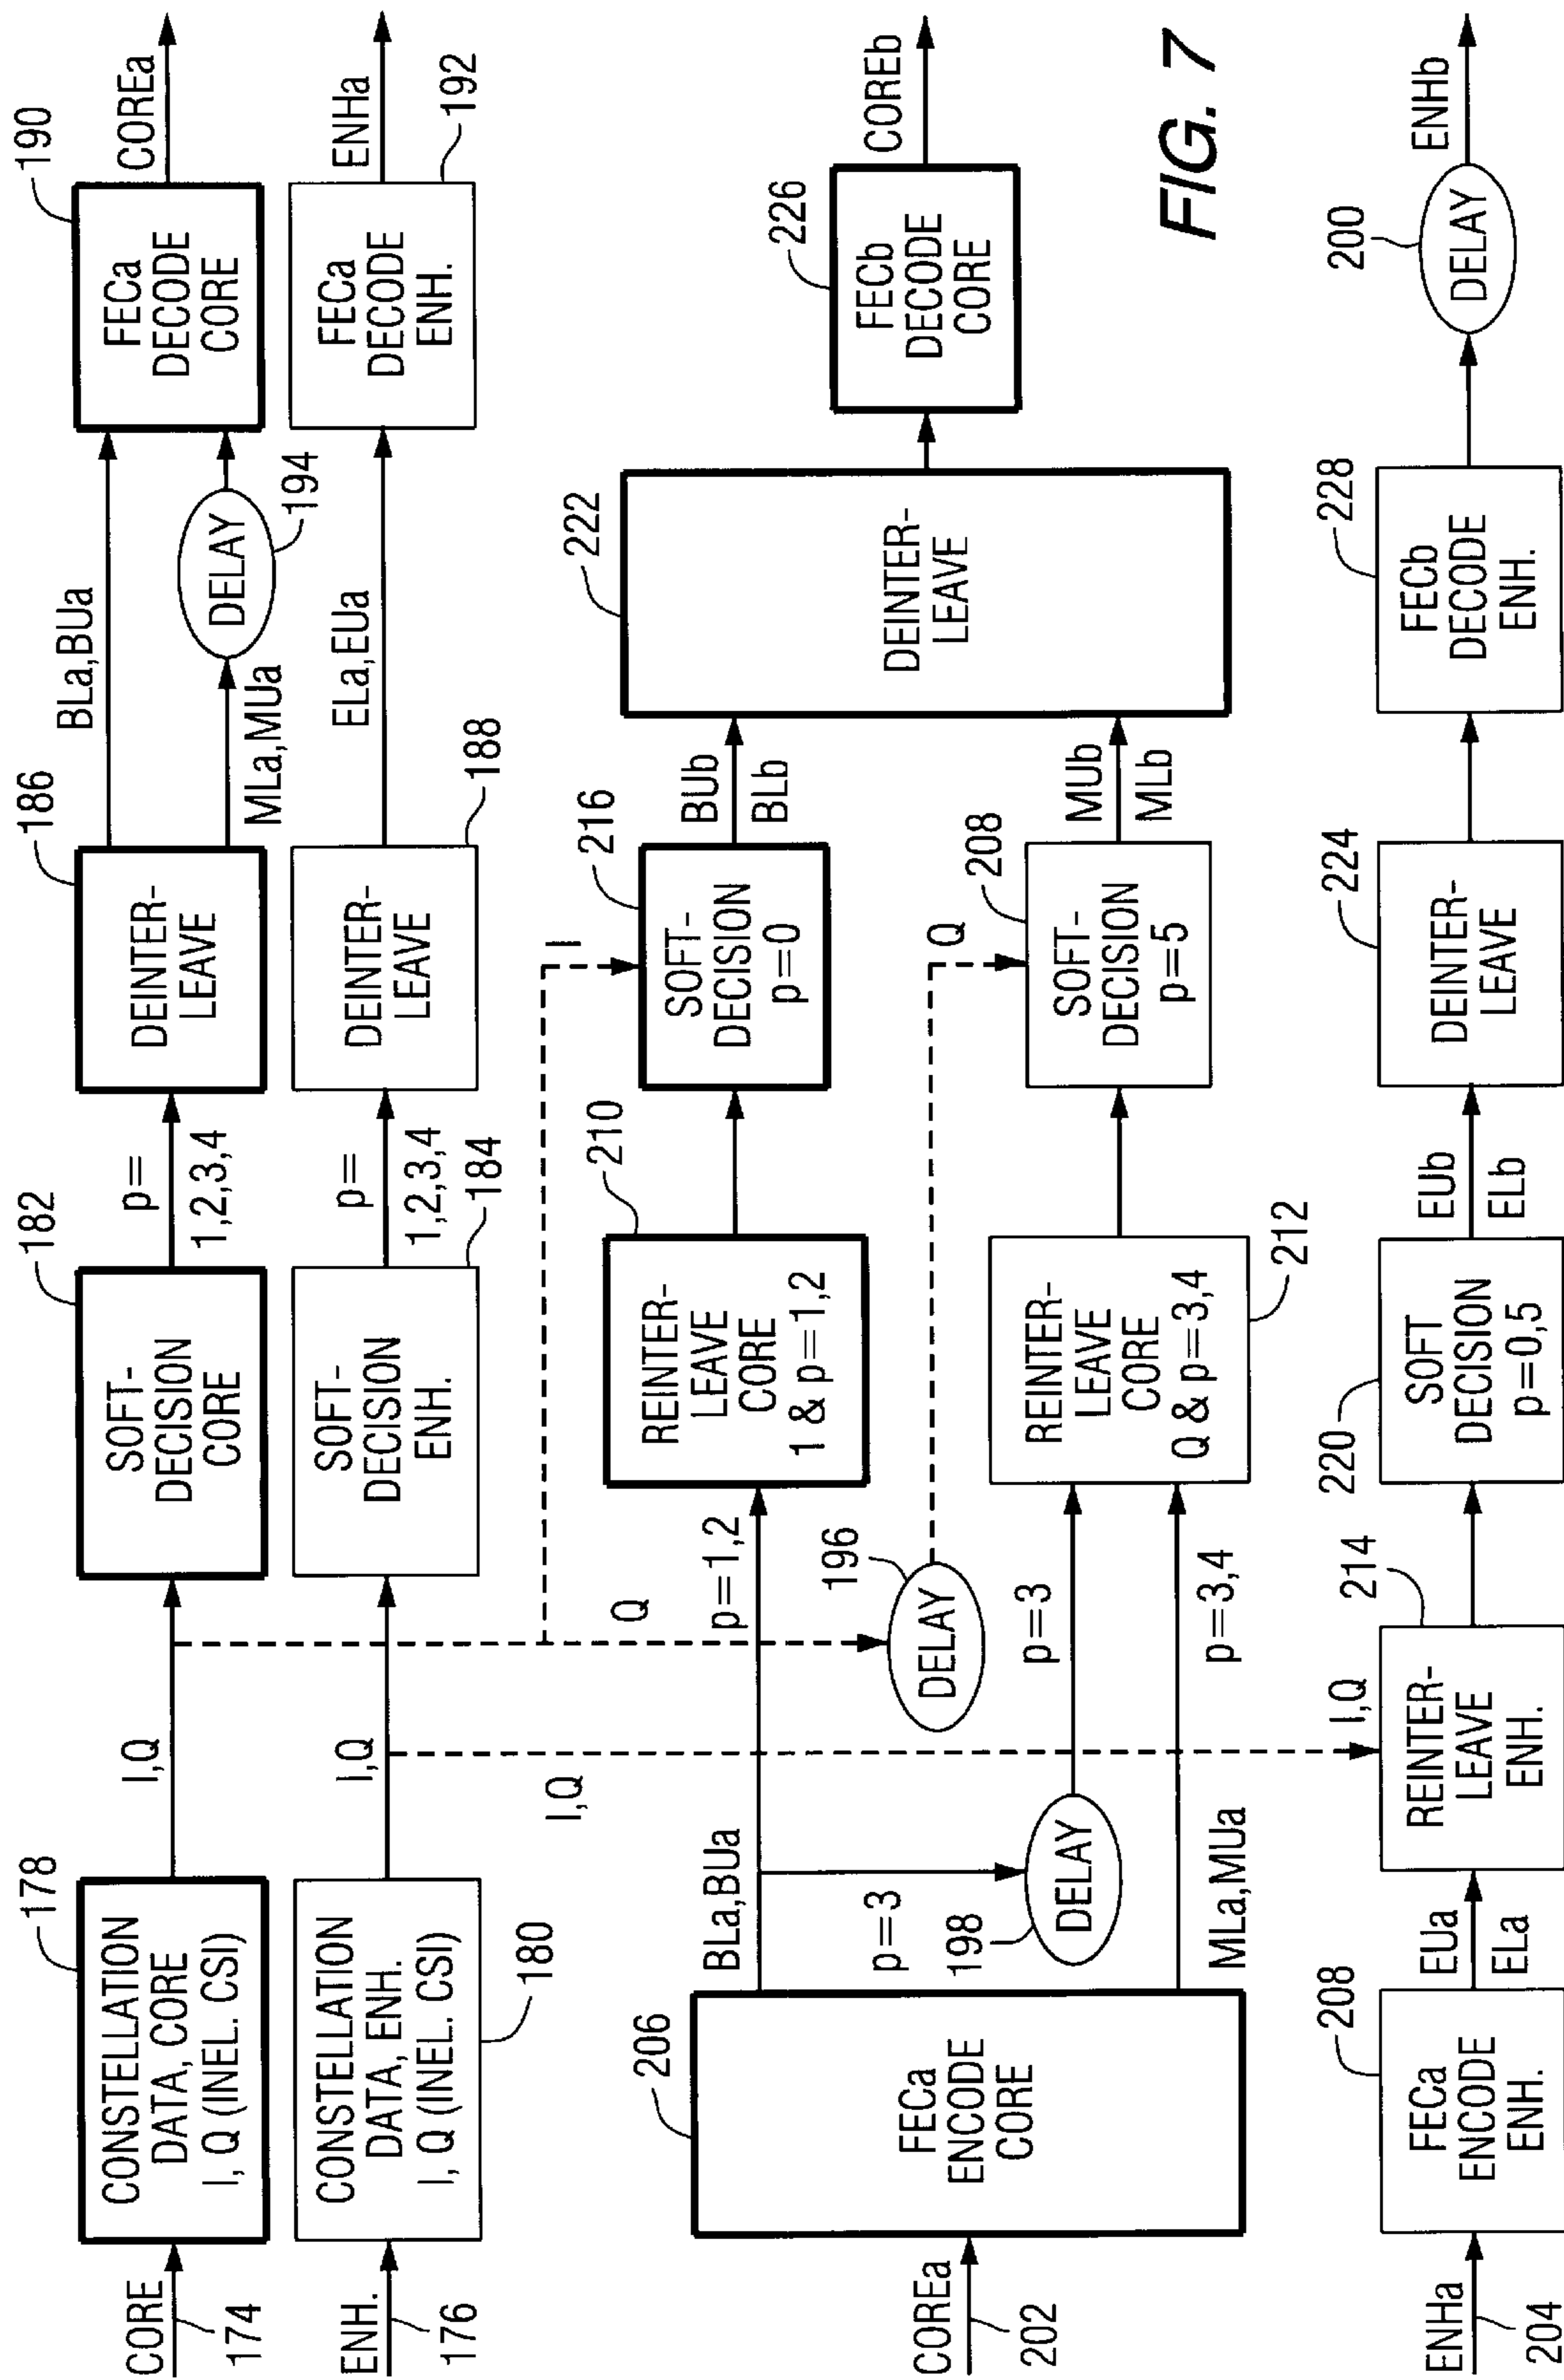 CORE
174
CONSTELLATION
DATA, CORE
I, Q (INEL. CSI)
178
I,Q
SOFT-
DECISION
CORE
182
p=
1,2,3,4
DEINTER-
LEAVE
186
BLa,BUa
MLa,MUa
DELAY
194
FECa
DECODE
CORE
190
COREa
ENH.
176
CONSTELLATION
DATA, ENH.
I, Q (INEL. CSI)
180
I,Q
SOFT-
DECISION
ENH.
184
p=
1,2,3,4
DEINTER-
LEAVE
188
ELa,EUa
FECa
DECODE
ENH.
192
ENHa
I,Q
Q
I
COREa
202
FECa
ENCODE
CORE
206
BLa,BUa
p=3
198
DELAY
MLa,MUa
p=1,2
196
DELAY
p=3
p=3,4
REINTER-
LEAVE
CORE
1 & p=1,2
210
REINTER-
LEAVE
CORE
Q & p=3,4
212
SOFT-
DECISION
p=0
216
Q
SOFT-
DECISION
p=5
208
BUb
BLb
MUb
MLb
DEINTER-
LEAVE
222
FECb
DECODE
CORE
226
COREb
ENHa
204
FECa
ENCODE
ENH.
208
EUa
ELa
I,Q
REINTER-
LEAVE
ENH.
214
SOFT
DECISION
p=0,5
220
EUb
ELb
DEINTER-
LEAVE
224
FECb
DECODE
ENH.
228
DELAY
200
ENHb
FIG. 7